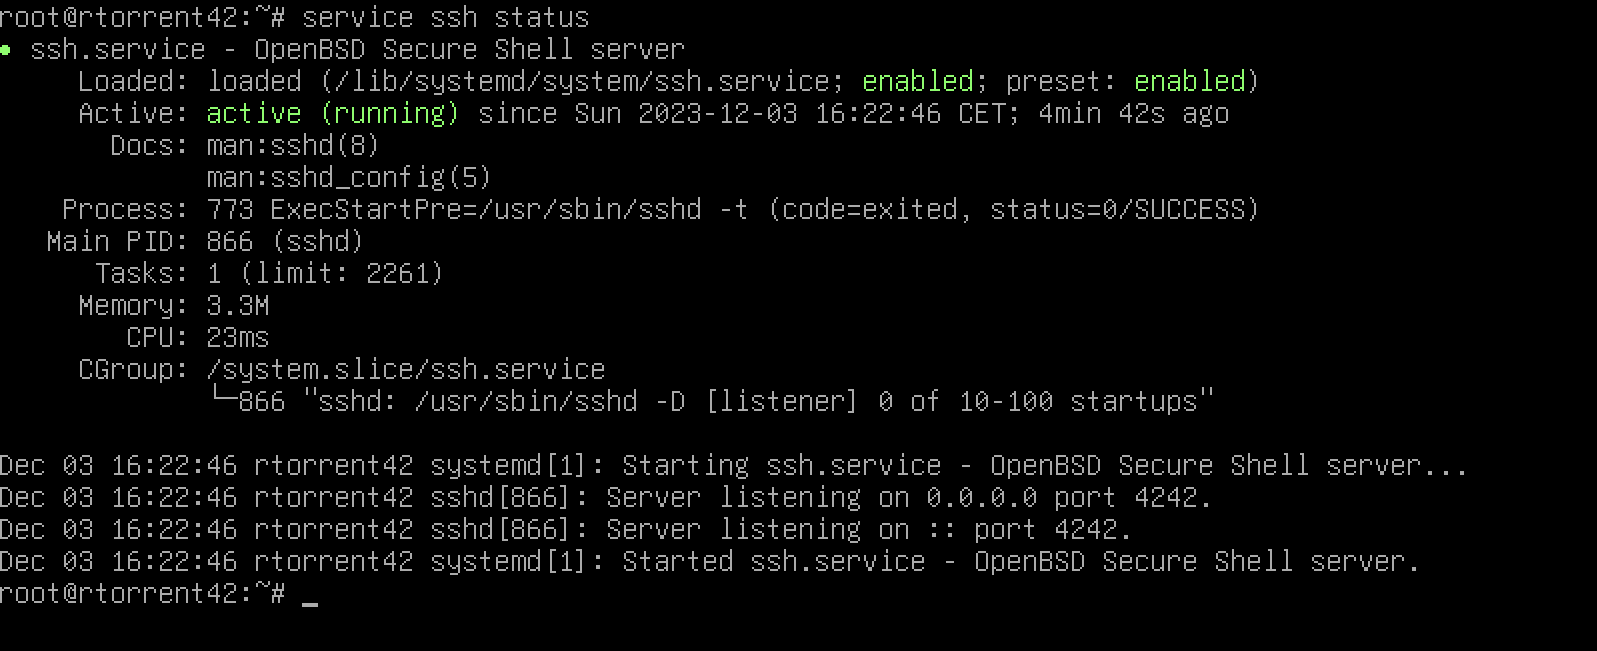 root@rtorrent42:~# service ssh status
● ssh.service - OpenBSD Secure Shell server
     Loaded: loaded (/lib/systemd/system/ssh.service; enabled; preset: enabled)
     Active: active (running) since Sun 2023-12-03 16:22:46 CET; 4min 42s ago
       Docs: man:sshd(8)
             man:sshd_config(5)
    Process: 773 ExecStartPre=/usr/sbin/sshd -t (code=exited, status=0/SUCCESS)
   Main PID: 866 (sshd)
      Tasks: 1 (limit: 2261)
     Memory: 3.3M
        CPU: 23ms
     CGroup: /system.slice/ssh.service
             └─866 "sshd: /usr/sbin/sshd -D [listener] 0 of 10-100 startups"

Dec 03 16:22:46 rtorrent42 systemd[1]: Starting ssh.service - OpenBSD Secure Shell server...
Dec 03 16:22:46 rtorrent42 sshd[866]: Server listening on 0.0.0.0 port 4242.
Dec 03 16:22:46 rtorrent42 sshd[866]: Server listening on :: port 4242.
Dec 03 16:22:46 rtorrent42 systemd[1]: Started ssh.service - OpenBSD Secure Shell server.
root@rtorrent42:~# _